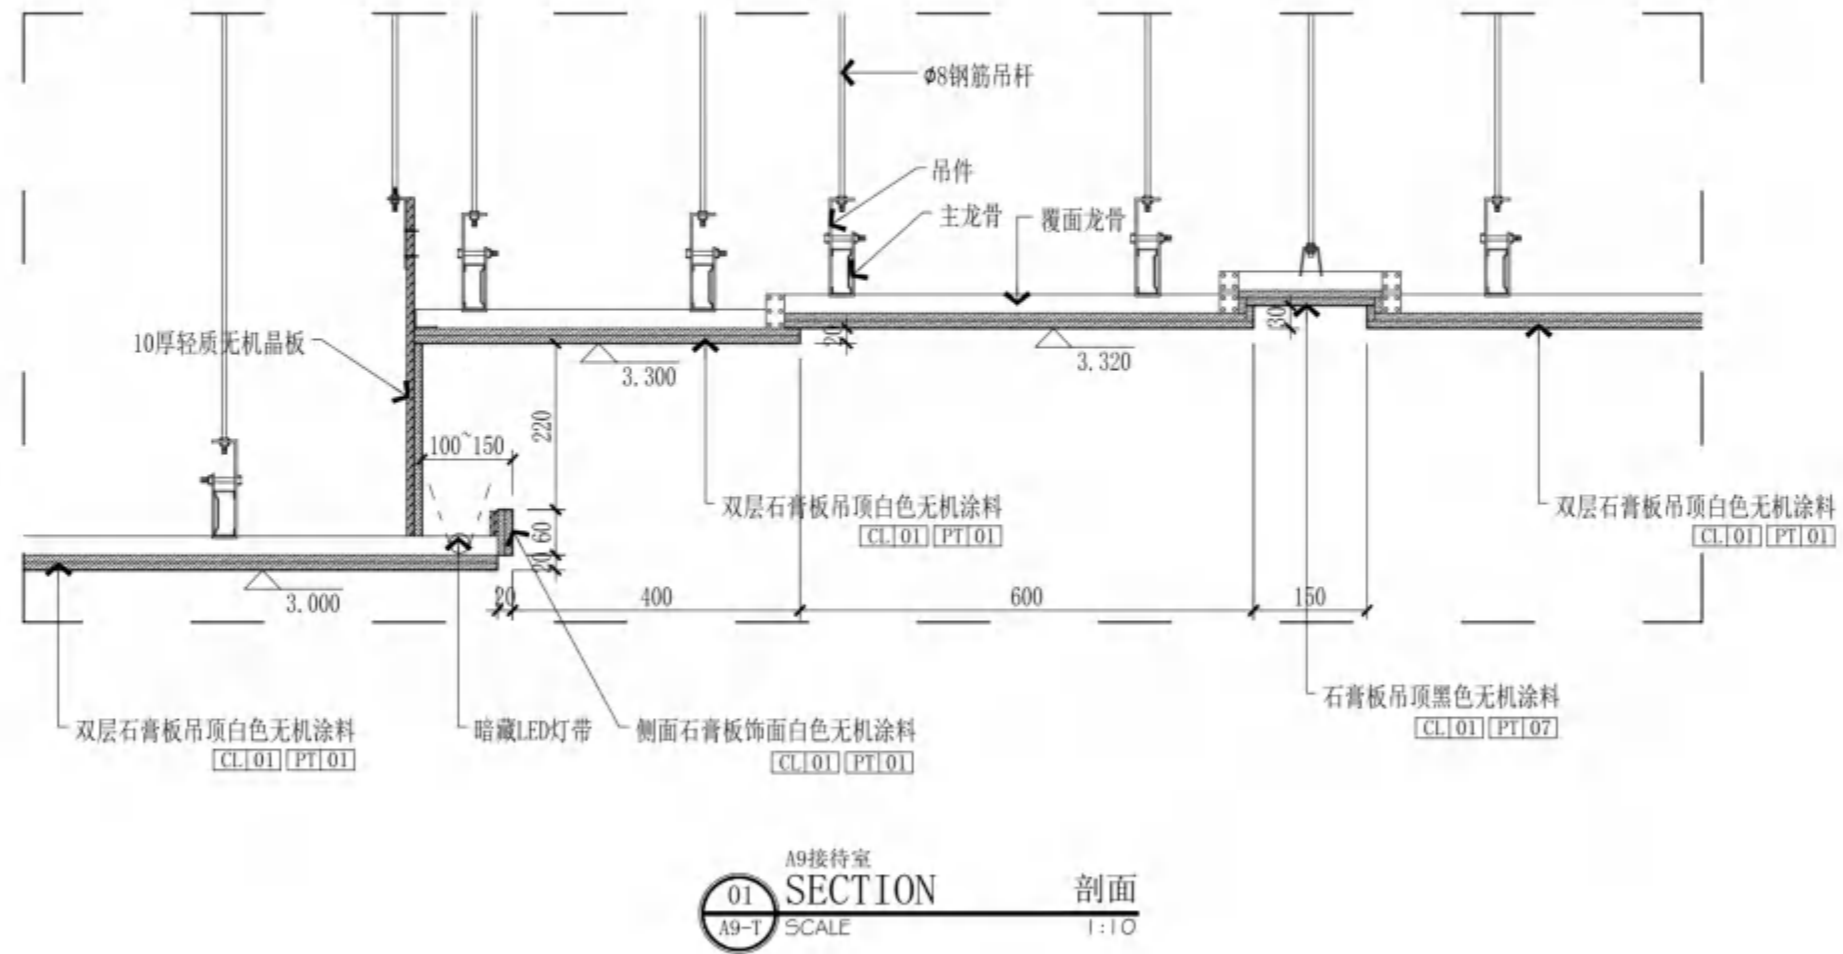 ϕ8钢筋吊杆
吊件
主龙骨
覆面龙骨
10厚轻质无机晶板
3.300
20
3.320
30
220
100~150
双层石膏板吊顶白色无机涂料
CL 01 PT 01
双层石膏板吊顶白色无机涂料
CL 01 PT 01
60
20
3.000
20
400
600
150
双层石膏板吊顶白色无机涂料
CL 01 PT 01
暗藏LED灯带
侧面石膏板饰面白色无机涂料
CL 01 PT 01
石膏板吊顶黑色无机涂料
CL 01 PT 07
A9接待室
01 SECTION 剖面
A9-T SCALE 1:10